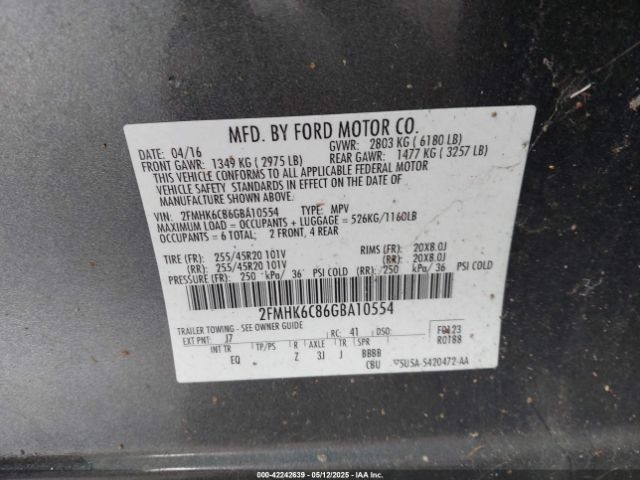 MFD. BY FORD MOTOR CO.
DATE: 04/16 GVWR: 2803 KG ( 6180 LB)
FRONT GAWR: 1349 KG ( 2975 LB) REAR GAWR: 1477 KG ( 3257 LB)
THIS VEHICLE CONFORMS TO ALL APPLICABLE FEDERAL MOTOR
VEHICLE SAFETY STANDARDS IN EFFECT ON THE DATE OF
MANUFACTURE SHOWN ABOVE.
VIN: 2FMHK6C86GBA10554 TYPE: MPV
MAXIMUM LOAD = OCCUPANTS + LUGGAGE = 526KG/1160LB
OCCUPANTS = 6 TOTAL; 2 FRONT, 4 REAR
TIRE (FR): 255/45R20 101V RIMS (FR): 20X8.0J
(RR): 255/45R20 101V (RR): 20X8.0J
PRESSURE (FR): 250 kPa/ 36 PSI COLD (RR): 250 kPa/36 PSI COLD
2FMHK6C86GBA10554
TRAILER TOWING - SEE OWNER GUIDE F0123
EXT PNT: J7 RC: 41 DSO: R0188
INT TR TP/PS R AXLE TR SPR
EQ Z 3J J BBBB
CBU VSUSA-5420472-AA
© 2000-42242639 - 05/12/2025 - IAA Inc.